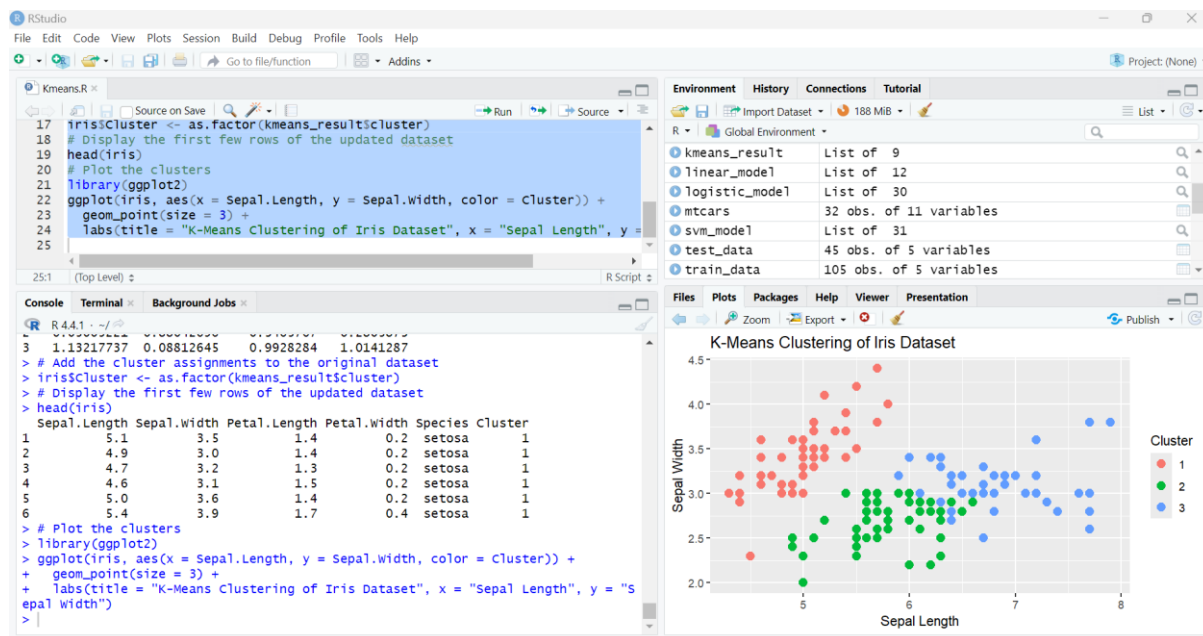 RStudio
File Edit Code View Plots Session Build Debug Profile Tools Help
Go to file/function
Addins
Project: (None)
Kmeans.R
Source on Save
Run
Source
17 iris$Cluster <- as.factor(kmeans_result$cluster)
18 # Display the first few rows of the updated dataset
19 head(iris)
20 # Plot the clusters
21 library(ggplot2)
22 ggplot(iris, aes(x = Sepal.Length, y = Sepal.Width, color = Cluster)) +
23 geom_point(size = 3) +
24 labs(title = "K-Means Clustering of Iris Dataset", x = "Sepal Length", y =
25
25:1 (Top Level) R Script
Console Terminal Background Jobs
R R 4.4.1 · ~/
3 1.13217737 0.08812645 0.9928284 1.0141287
> # Add the cluster assignments to the original dataset
> iris$Cluster <- as.factor(kmeans_result$cluster)
> # Display the first few rows of the updated dataset
> head(iris)
Sepal.Length Sepal.Width Petal.Length Petal.Width Species Cluster
1 5.1 3.5 1.4 0.2 setosa 1
2 4.9 3.0 1.4 0.2 setosa 1
3 4.7 3.2 1.3 0.2 setosa 1
4 4.6 3.1 1.5 0.2 setosa 1
5 5.0 3.6 1.4 0.2 setosa 1
6 5.4 3.9 1.7 0.4 setosa 1
> # Plot the clusters
> library(ggplot2)
> ggplot(iris, aes(x = Sepal.Length, y = Sepal.Width, color = Cluster)) +
+ geom_point(size = 3) +
+ labs(title = "K-Means Clustering of Iris Dataset", x = "Sepal Length", y = "S
epal Width")
>
Environment History Connections Tutorial
Import Dataset 188 MiB List
R Global Environment
kmeans_result List of 9
linear_model List of 12
logistic_model List of 30
mtcars 32 obs. of 11 variables
svm_model List of 31
test_data 45 obs. of 5 variables
train_data 105 obs. of 5 variables
Files Plots Packages Help Viewer Presentation
Zoom Export Publish
K-Means Clustering of Iris Dataset
4.5
4.0
3.5
3.0
2.5
2.0
Sepal Width
5 6 7 8
Sepal Length
Cluster
1
2
3